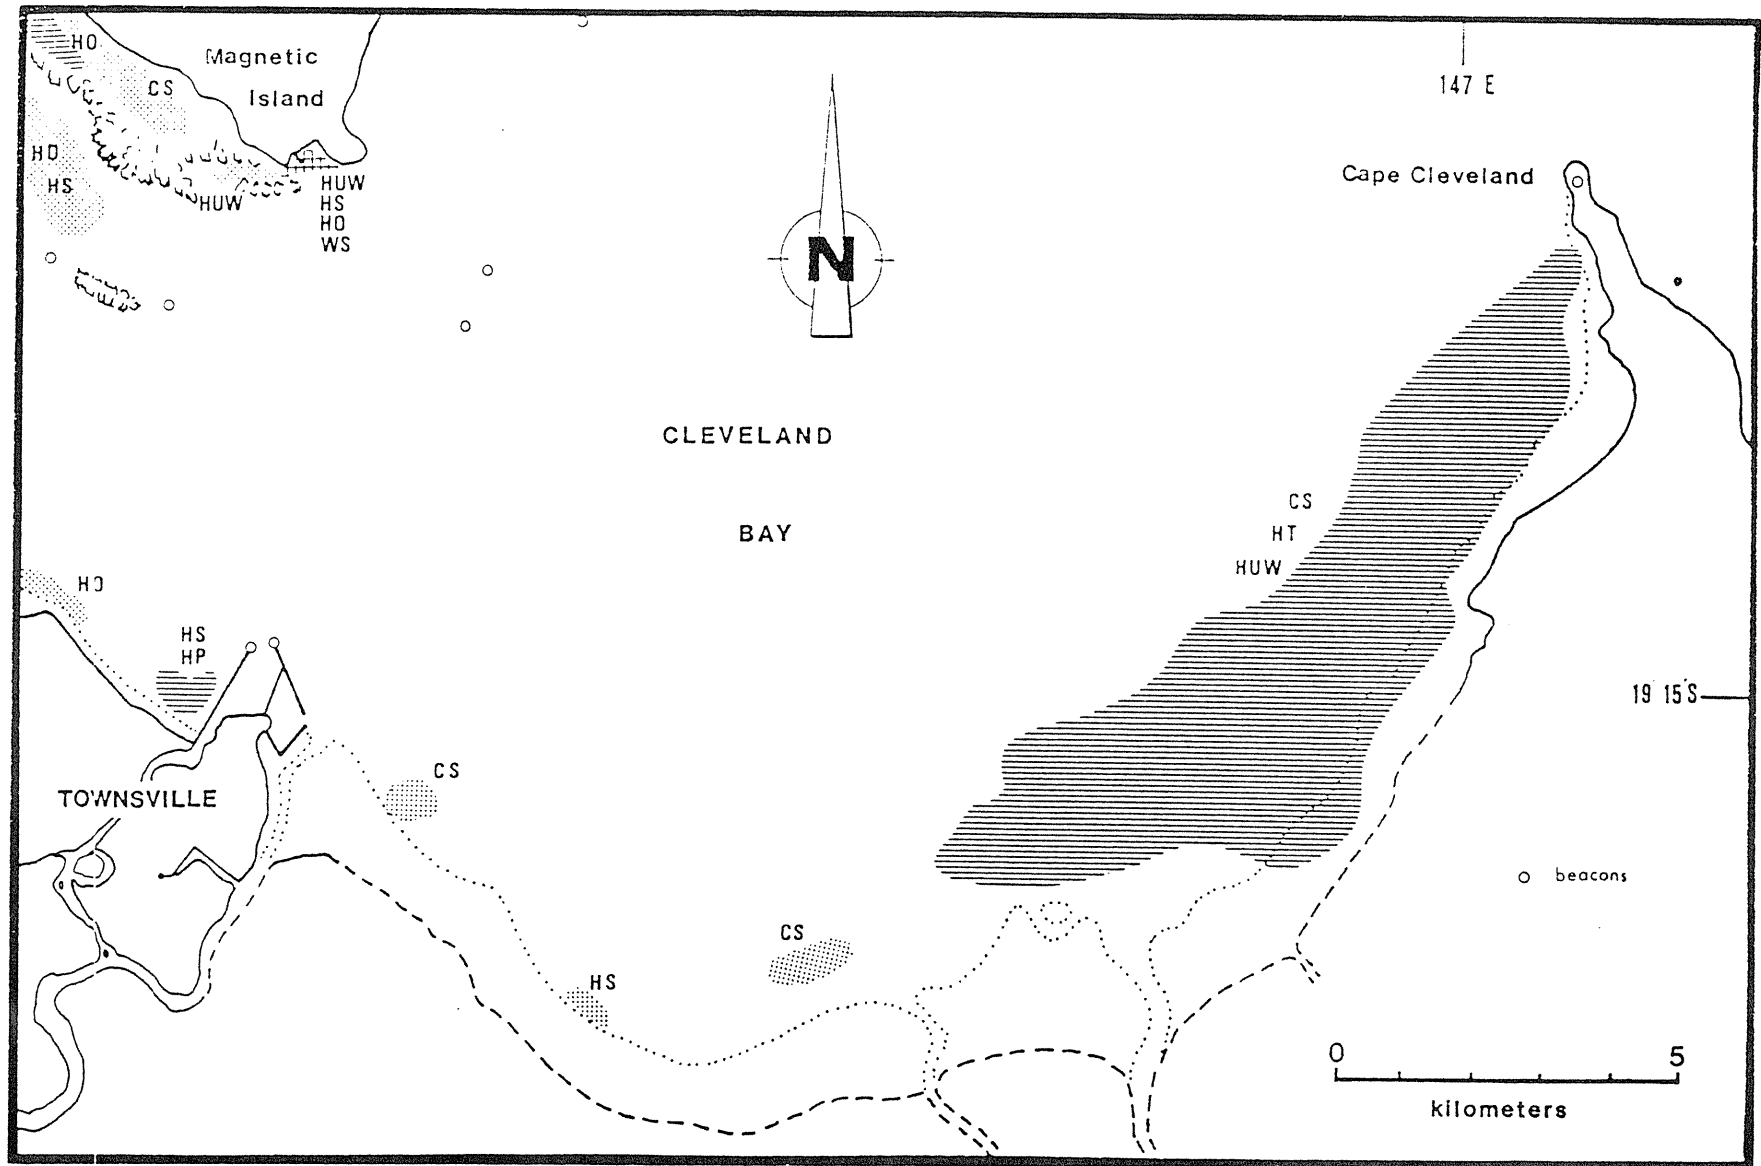 HO
Magnetic
Island
CS
HO
HS
HUW
HUW
HS
HO
WS
147 E
Cape Cleveland
N
CLEVELAND
BAY
CS
HT
HUW
HO
HS
HP
19 15'S
TOWNSVILLE
CS
beacons
CS
HS
0 5
kilometers